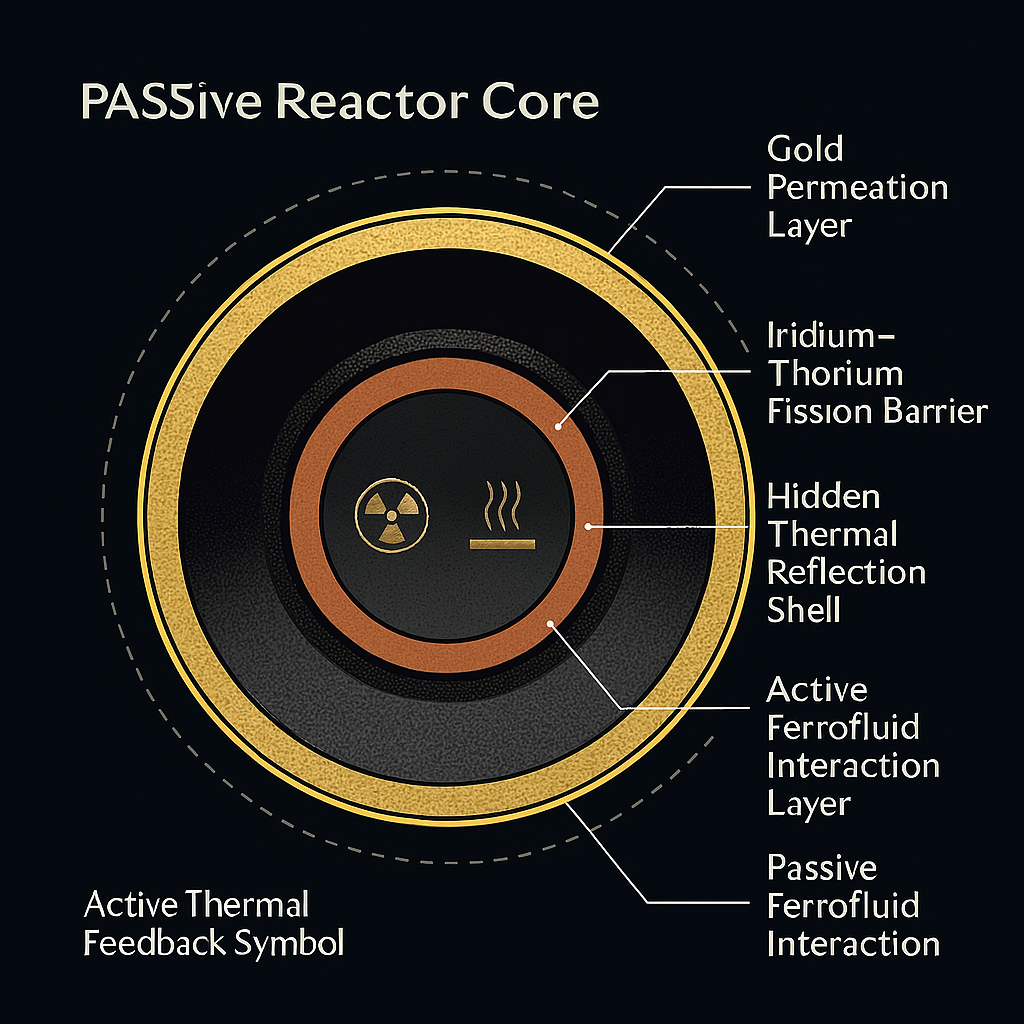 PAS5ive Reactor Core
Gold
Permeation
Layer
Iridium–
Thorium
Fission Barrier
Hidden
Thermal
Reflection
Shell
Active
Ferrofluid
Interaction
Layer
Passive
Ferrofluid
Interaction
Active Thermal
Feedback Symbol